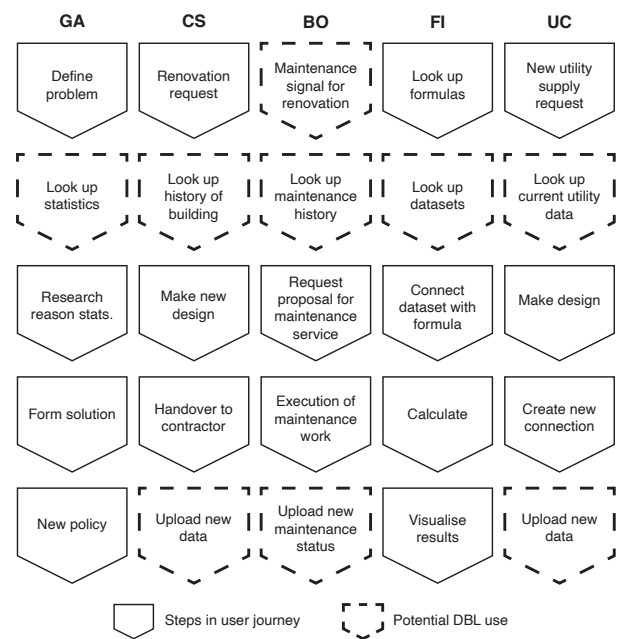 GA CS BO FI UC
Define
problem
Renovation
request
Maintenance
signal for
renovation
Look up
formulas
New utility
supply
request
Look up
statistics
Look up
history of
building
Look up
maintenance
history
Look up
datasets
Look up
current utility
data
Research
reason stats.
Make new
design
Request
proposal for
maintenance
service
Connect
dataset with
formula
Make design
Form solution
Handover to
contractor
Execution of
maintenance
work
Calculate
Create new
connection
New policy
Upload new
data
Upload new
maintenance
status
Visualise
results
Upload new
data
Steps in user journey
Potential DBL use